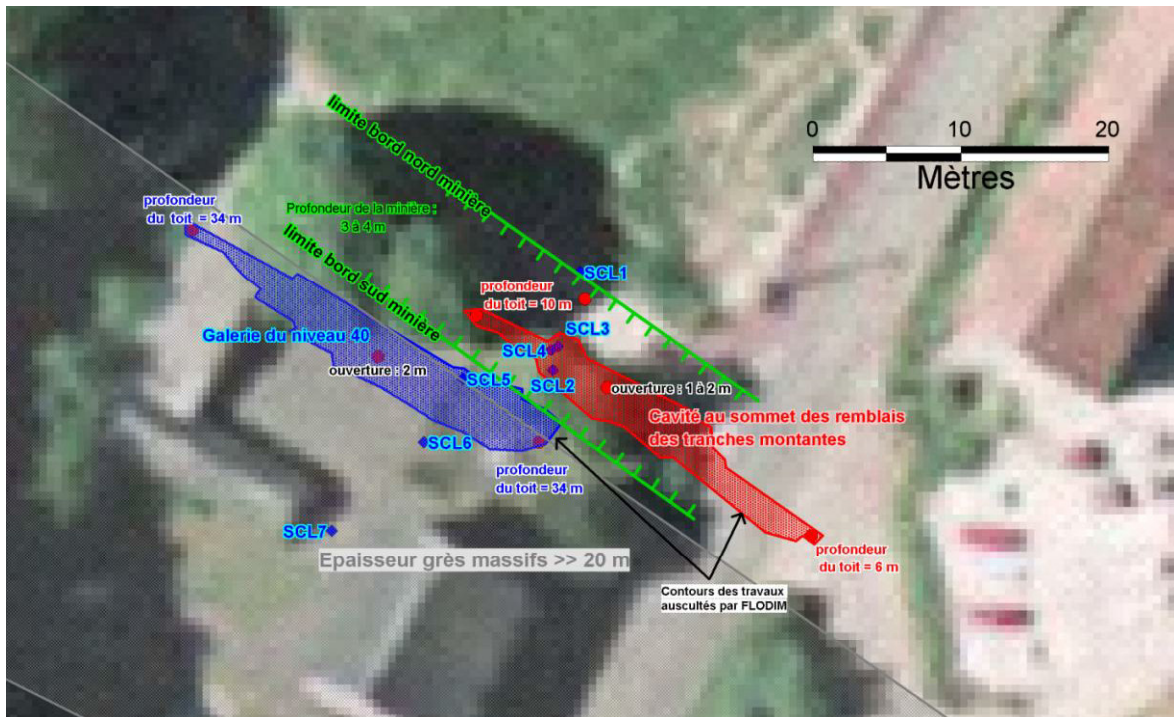 limite bord nord minière
0 10 20
Mètres
profondeur
du toit = 34 m
Profondeur de la minière :
3 à 4 m
limite bord sud minière
SCL1
profondeur
du toit = 10 m
SCL3
SCL4
Galerie du niveau 40
ouverture : 2 m
SCL5
SCL2
ouverture : 1 à 2 m
Cavité au sommet des remblais
des tranches montantes
SCL6
profondeur
du toit = 34 m
SCL7
Epaisseur grès massifs >> 20 m
profondeur
du toit = 6 m
Contours des travaux
auscultés par FLODIM